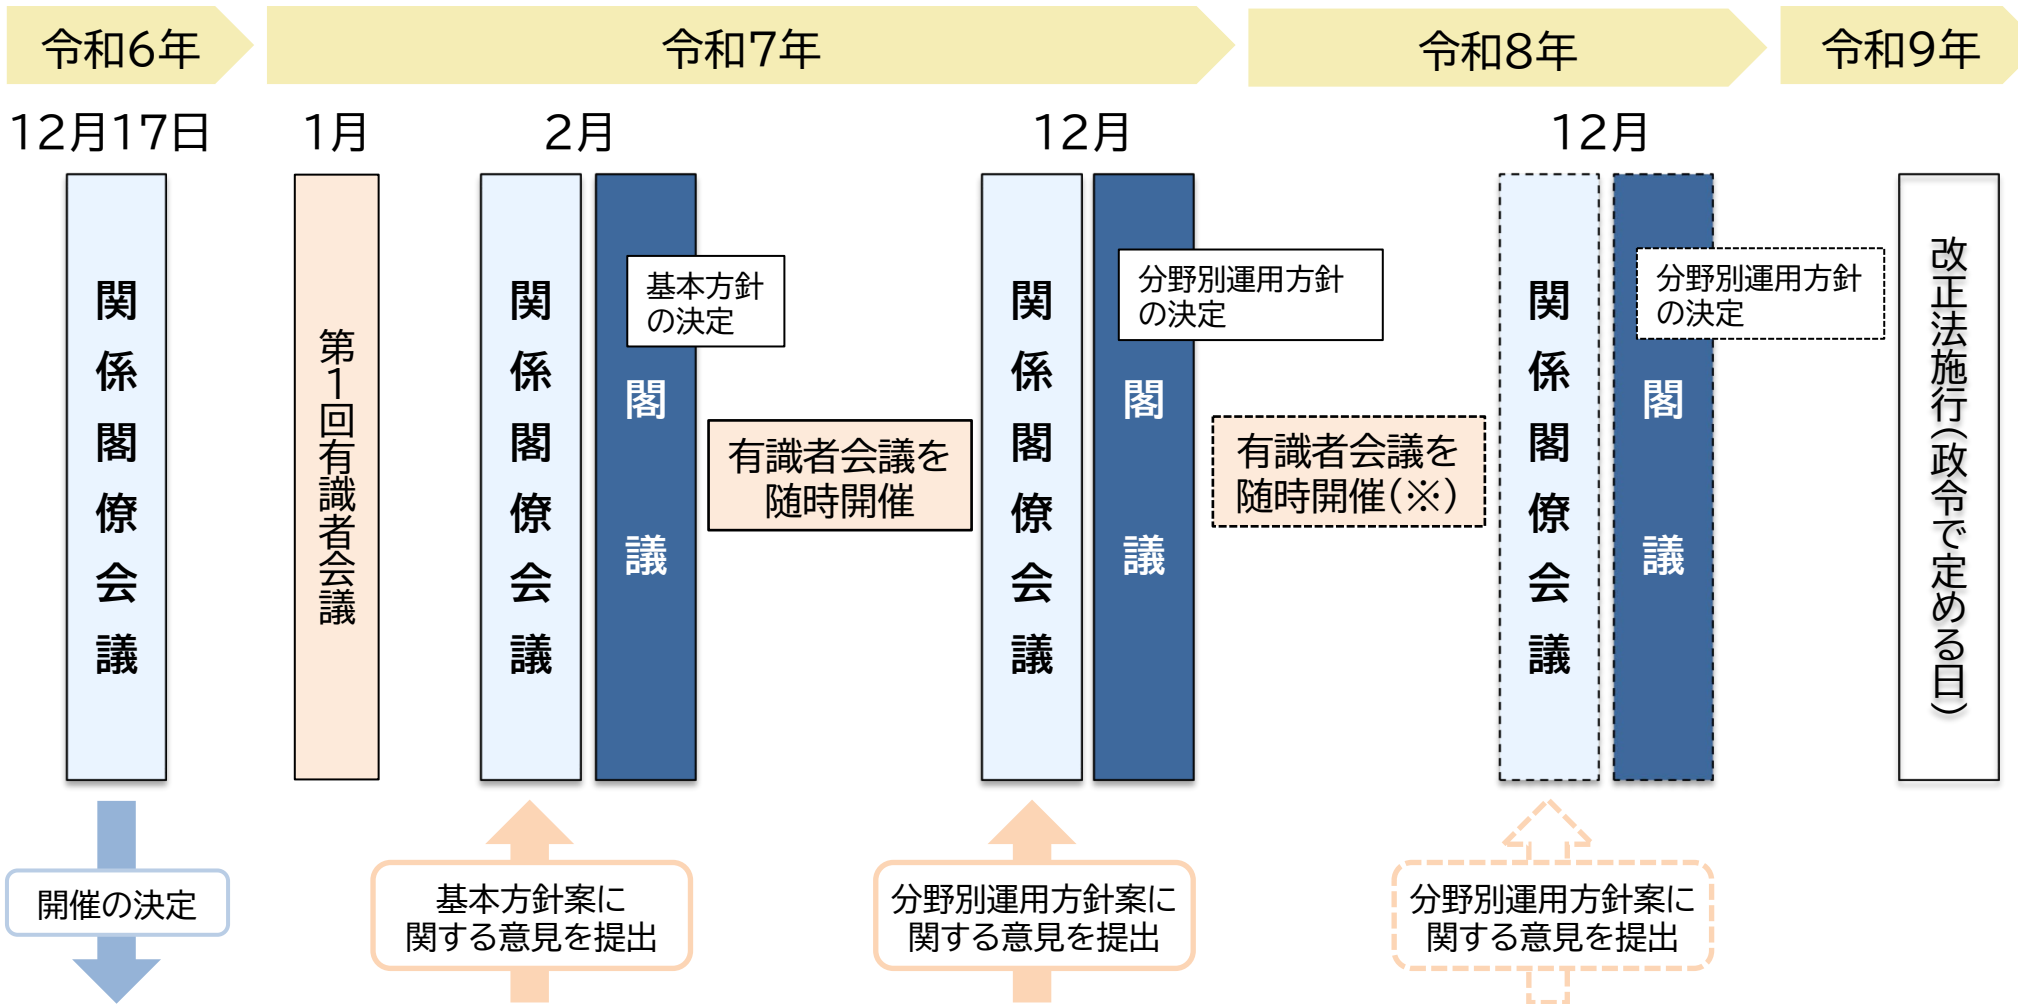 令和6年
令和7年
令和8年
令和9年
12月17日
1月
2月
12月
12月
関係閣僚会議
第1回有識者会議
関係閣僚会議
閣議
基本方針
の決定
有識者会議を
随時開催
関係閣僚会議
閣議
分野別運用方針
の決定
有識者会議を
随時開催(※)
関係閣僚会議
閣議
分野別運用方針
の決定
改正法施行(政令で定める日)
開催の決定
基本方針案に
関する意見を提出
分野別運用方針案に
関する意見を提出
分野別運用方針案に
関する意見を提出